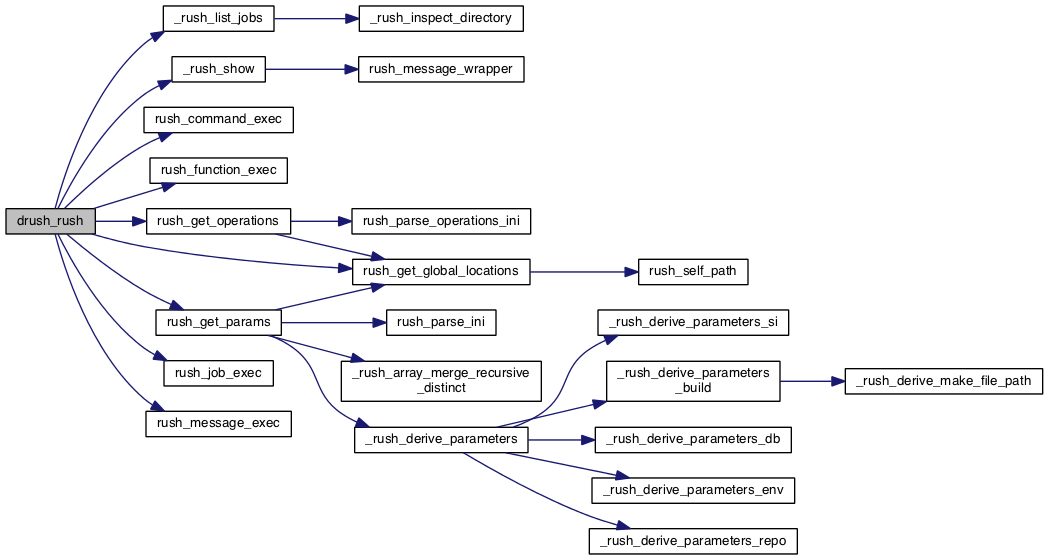 _rush_list_jobs
_rush_inspect_directory
_rush_show
rush_message_wrapper
rush_command_exec
rush_function_exec
drush_rush
rush_get_operations
rush_parse_operations_ini
rush_get_global_locations
rush_self_path
rush_get_params
rush_parse_ini
_rush_derive_parameters_si
rush_job_exec
_rush_array_merge_recursive
_distinct
_rush_derive_parameters
_build
_rush_derive_make_file_path
rush_message_exec
_rush_derive_parameters
_rush_derive_parameters_db
_rush_derive_parameters_env
_rush_derive_parameters_repo